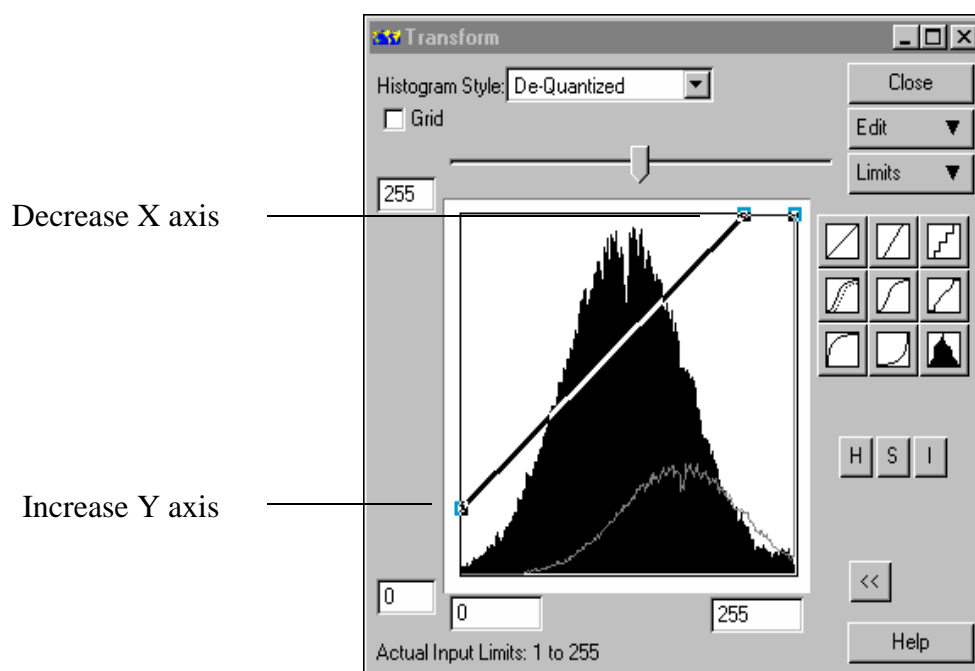 Transform
Histogram Style: De-Quantized
Close
Grid
Edit
Limits
255
Decrease X axis
H S I
Increase Y axis
<<
0
0
255
Help
Actual Input Limits: 1 to 255